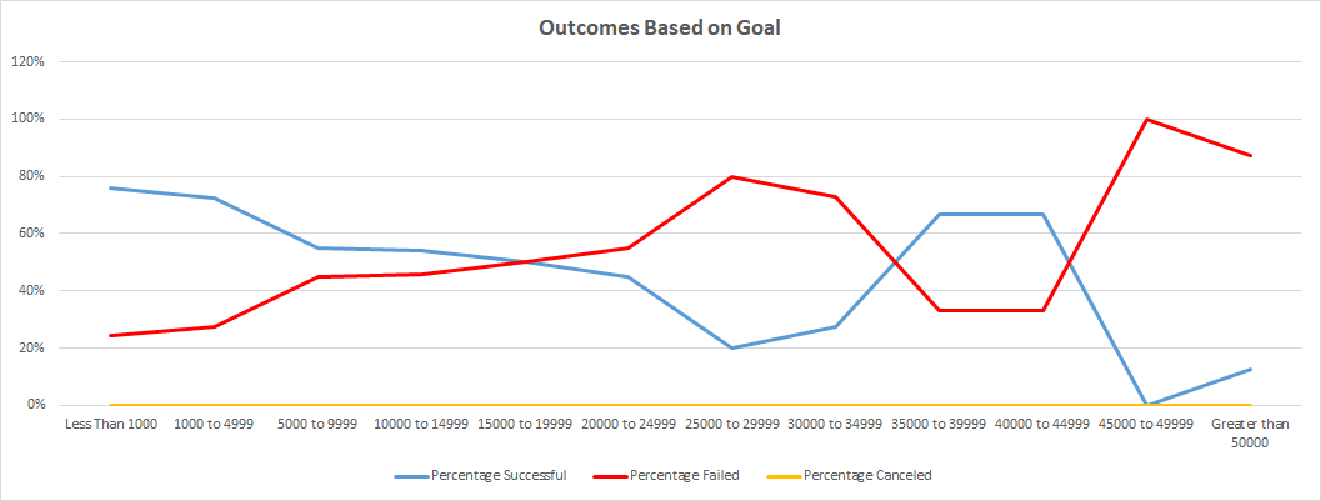 Outcomes Based on Goal
120%
100%
80%
60%
40%
20%
0%
Less Than 1000 1000 to 4999 5000 to 9999 10000 to 14999 15000 to 19999 20000 to 24999 25000 to 29999 30000 to 34999 35000 to 39999 40000 to 44999 45000 to 49999 Greater than
50000
Percentage Successful Percentage Failed Percentage Canceled